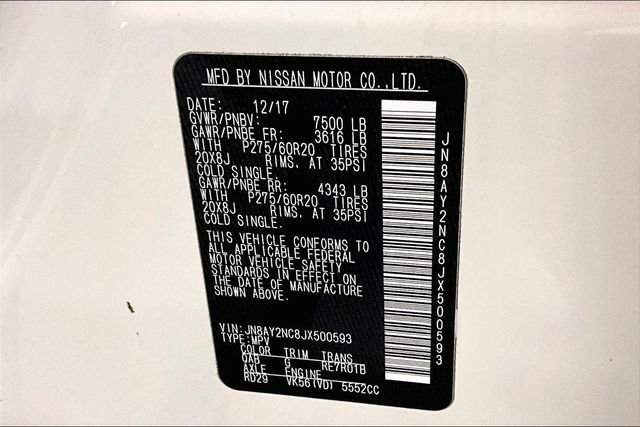 MFD BY NISSAN MOTOR CO.,LTD.
DATE: 12/17
GVWR/PNBV: 7500 LB
GAWR/PNBE FR: 3616 LB
WITH P275/60R20 TIRES
20X8J RIMS, AT 35PSI
COLD SINGLE.
GAWR/PNBE RR: 4343 LB
WITH P275/60R20 TIRES
20X8J RIMS, AT 35PSI
COLD SINGLE.
THIS VEHICLE CONFORMS TO
ALL APPLICABLE FEDERAL
MOTOR VEHICLE SAFETY
STANDARDS IN EFFECT ON
THE DATE OF MANUFACTURE
SHOWN ABOVE.
VIN: JN8AY2NC8JX500593
TYPE: MPV
COLOR TRIM TRANS
QAB G RE7R01B
AXLE ENGINE
RD29 VK56(VD) 5552CC
JN8AY2NC8JX500593